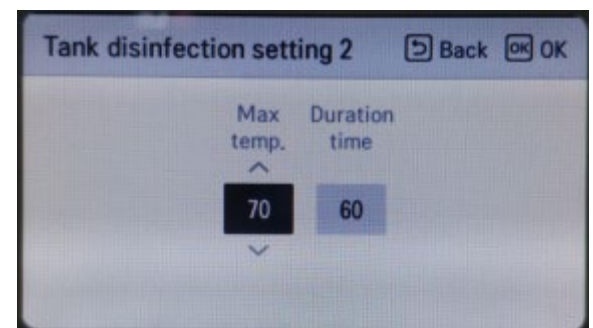 Tank disinfection setting 2 Back OK OK
Max Duration
temp. time
70 60